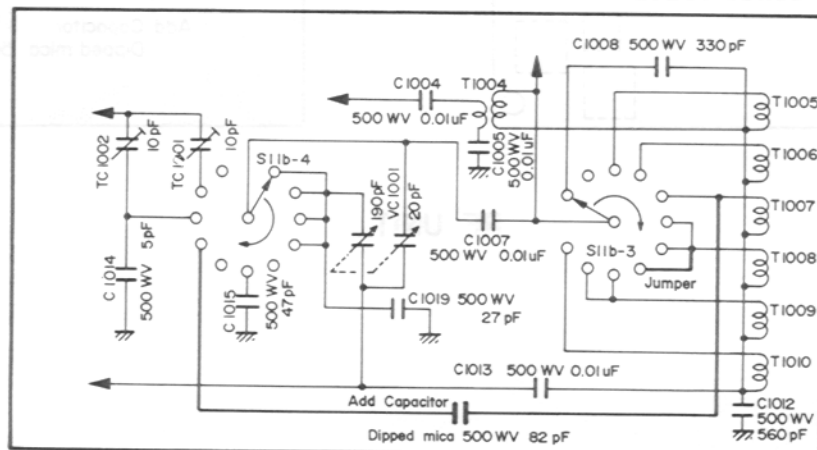 C1008 500 WV 330 pF
C1004
T1004
500 WV 0.01uF
C1005
500 WV
0.01uF
T1005
T1006
T1007
T1008
T1009
T1010
TC1002
10pF
10pF
S11b-4
190pF
VC1001
20pF
C1007
500 WV 0.01uF
S11b-3
Jumper
5pF
C1014
500 WV
C1015
500 WV
47pF
C1019 500 WV
27 pF
C1013 500 WV 0.01uF
Add Capacitor
Dipped mica 500 WV 82 pF
C1012
500 WV
560 pF